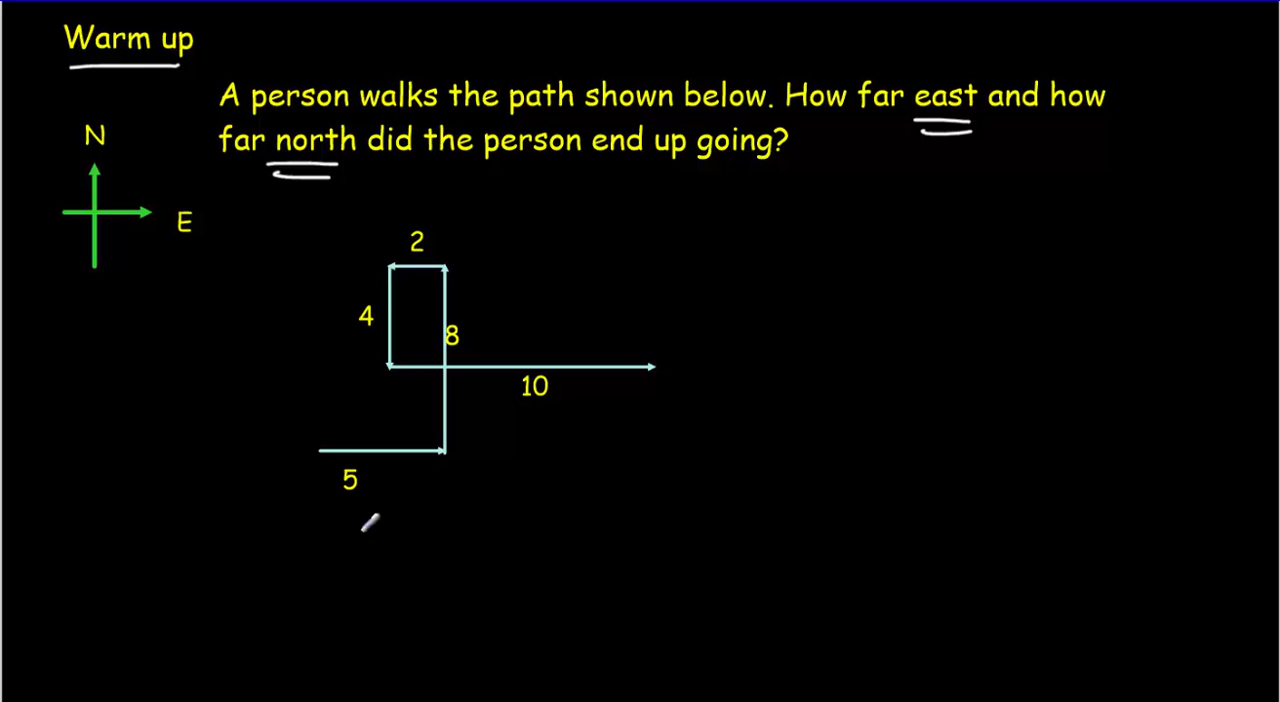 Warm up
A person walks the path shown below. How far east and how
far north did the person end up going?
N
E
2
4
8
10
5